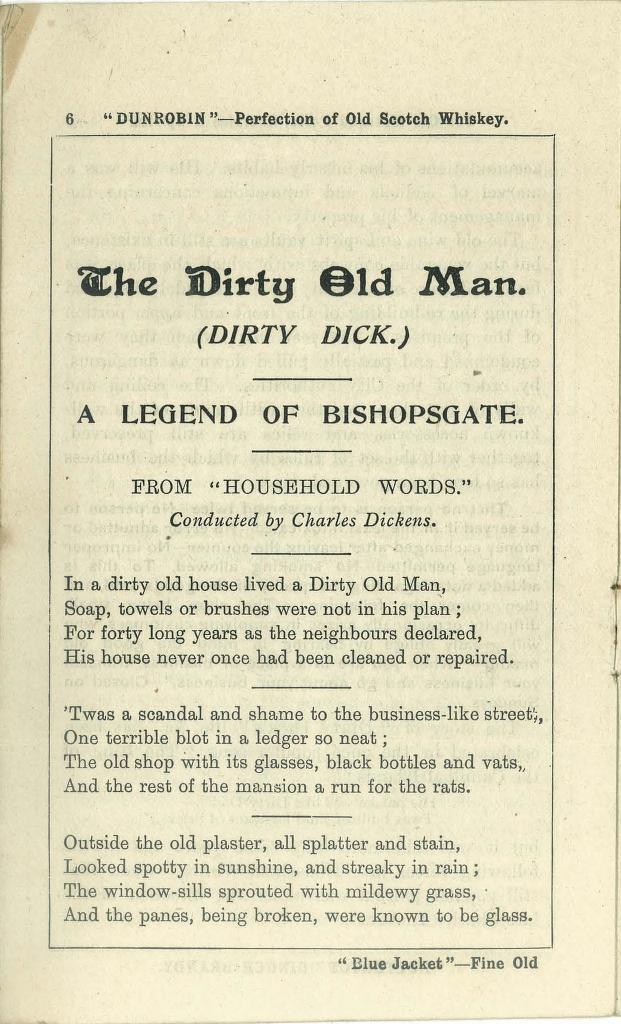 6 "DUNROBIN"—Perfection of Old Scotch Whiskey.
The Dirty Old Man.
(DIRTY DICK.)
A LEGEND OF BISHOPSGATE.
FROM "HOUSEHOLD WORDS."
Conducted by Charles Dickens.
In a dirty old house lived a Dirty Old Man,
Soap, towels or brushes were not in his plan ;
For forty long years as the neighbours declared,
His house never once had been cleaned or repaired.
'Twas a scandal and shame to the business-like street,
One terrible blot in a ledger so neat ;
The old shop with its glasses, black bottles and vats,
And the rest of the mansion a run for the rats.
Outside the old plaster, all splatter and stain,
Looked spotty in sunshine, and streaky in rain ;
The window-sills sprouted with mildewy grass,
And the panes, being broken, were known to be glass.
"Blue Jacket"—Fine Old